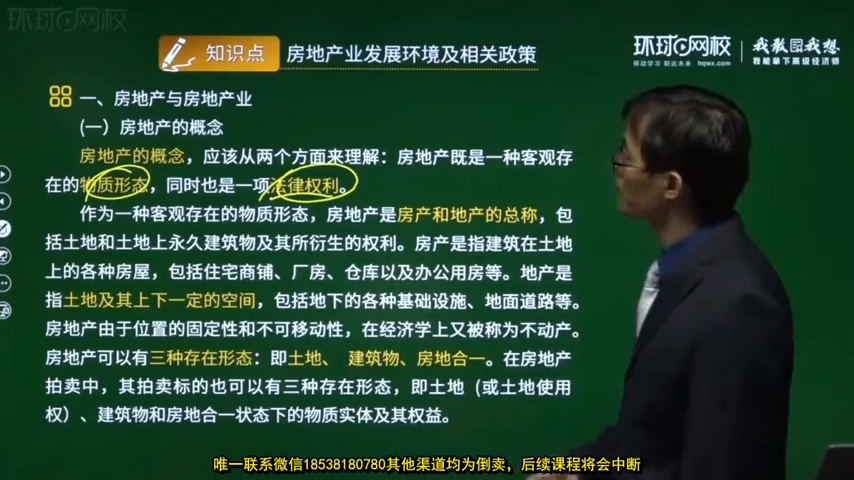 环球网校
知识点 房地产业发展环境及相关政策
环球网校 我教因我想
移动学习 职达未来 hqwx.com 我能拿下高级经济师
一、房地产与房地产业
(一）房地产的概念
房地产的概念，应该从两个方面来理解：房地产既是一种客观存
在的物质形态，同时也是一项法律权利。
作为一种客观存在的物质形态，房地产是房产和地产的总称，包
括土地和土地上永久建筑物及其所衍生的权利。房产是指建筑在土地
上的各种房屋，包括住宅商铺、厂房、仓库以及办公用房等。地产是
指土地及其上下一定的空间，包括地下的各种基础设施、地面道路等。
房地产由于位置的固定性和不可移动性，在经济学上又被称为不动产。
房地产可以有三种存在形态：即土地、 建筑物、房地合一。在房地产
拍卖中，其拍卖标的也可以有三种存在形态，即土地（或土地使用
权）、建筑物和房地合一状态下的物质实体及其权益。
唯一联系微信18538180780其他渠道均为倒卖，后续课程将会中断